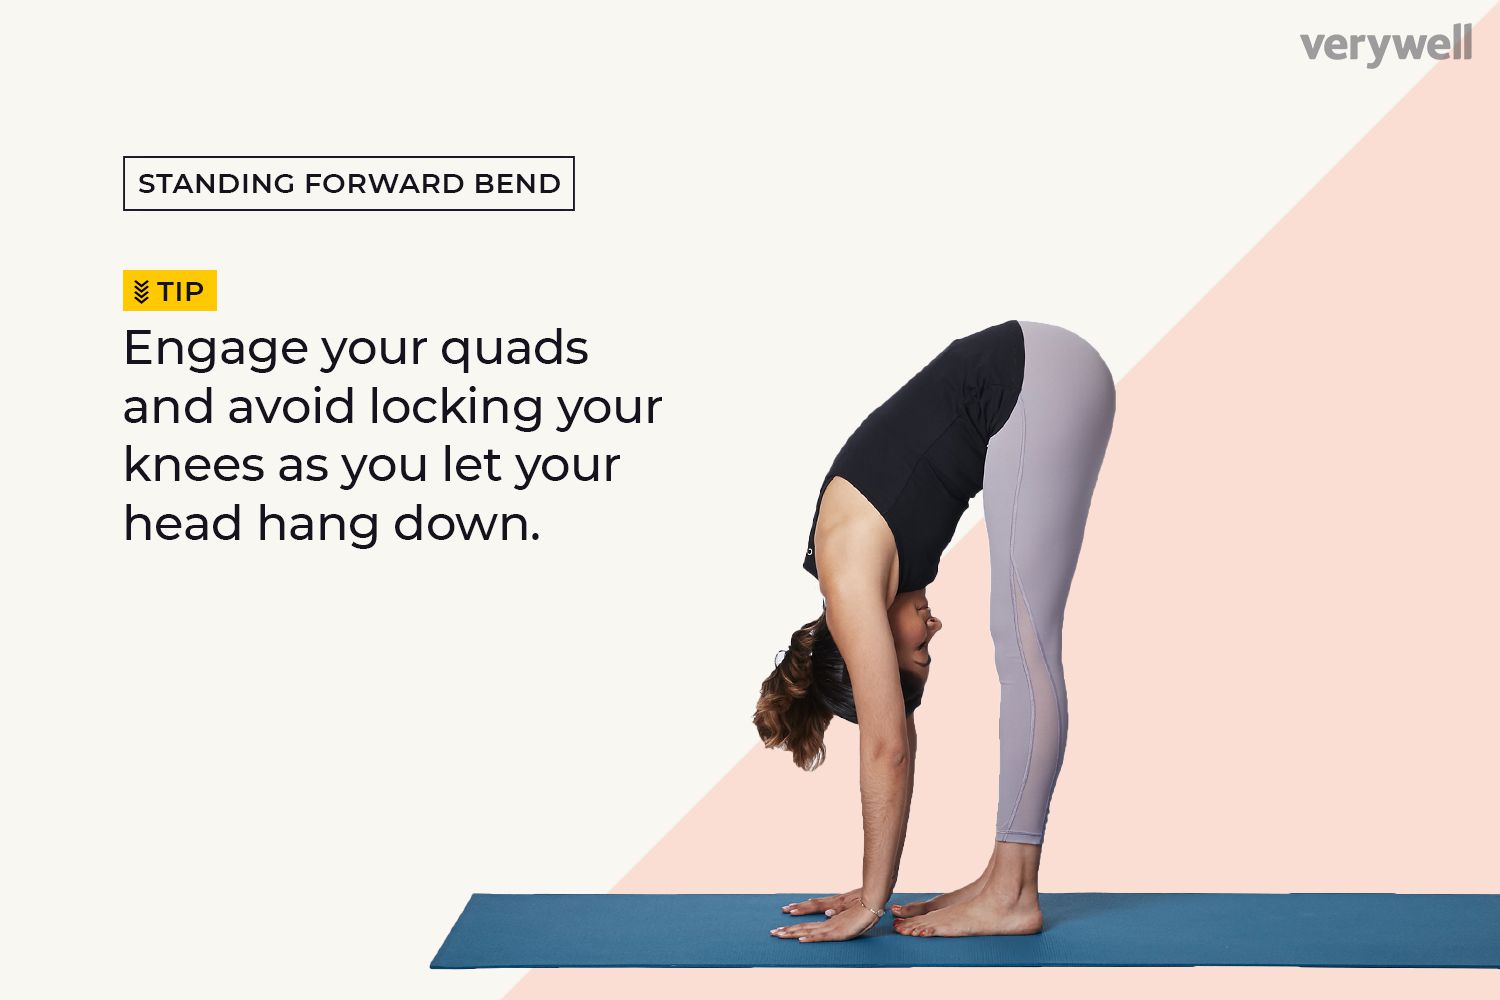 verywell
STANDING FORWARD BEND
TIP
Engage your quads
and avoid locking your
knees as you let your
head hang down.